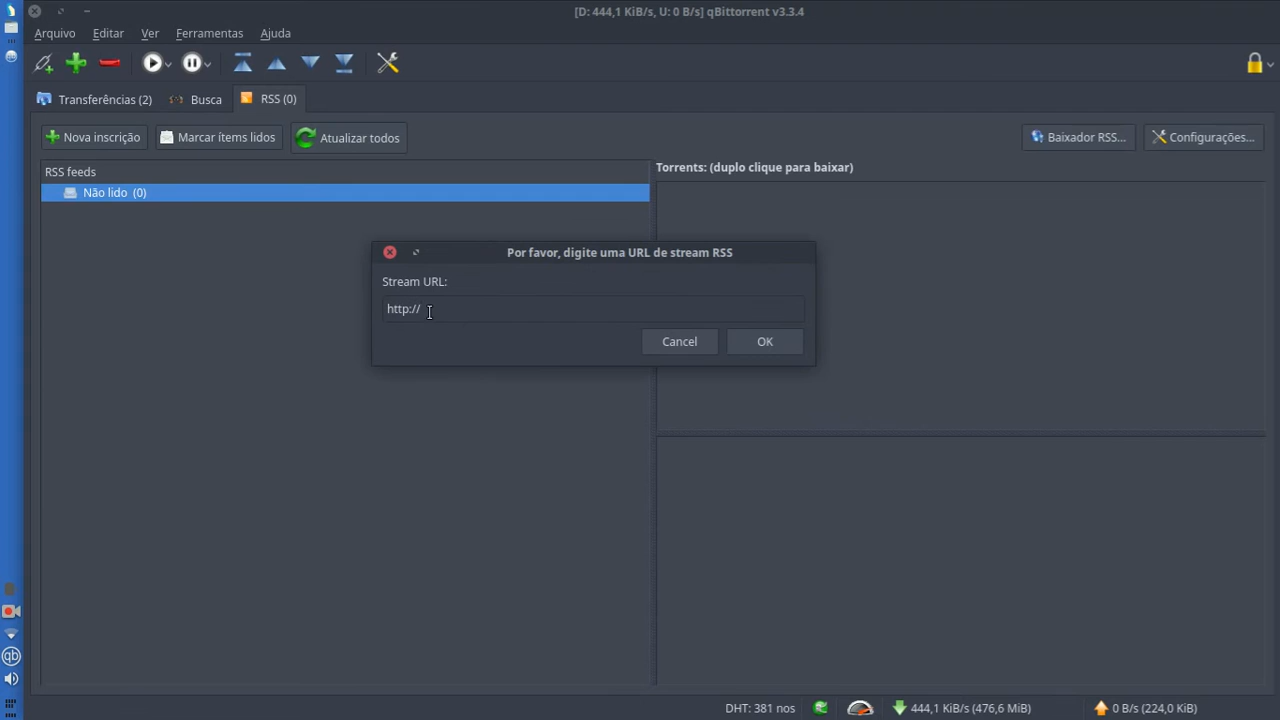 [D: 444,1 KiB/s, U: 0 B/s] qBittorrent v3.3.4
Arquivo Editar Ver Ferramentas Ajuda
Transferências (2) Busca RSS (0)
Nova inscrição Marcar ítems lidos Atualizar todos Baixador RSS... Configurações...
RSS feeds
Torrents: (duplo clique para baixar)
Não lido (0)
Por favor, digite uma URL de stream RSS
Stream URL:
http://
Cancel OK
qb
DHT: 381 nos 444,1 KiB/s (476,6 MiB) 0 B/s (224,0 KiB)